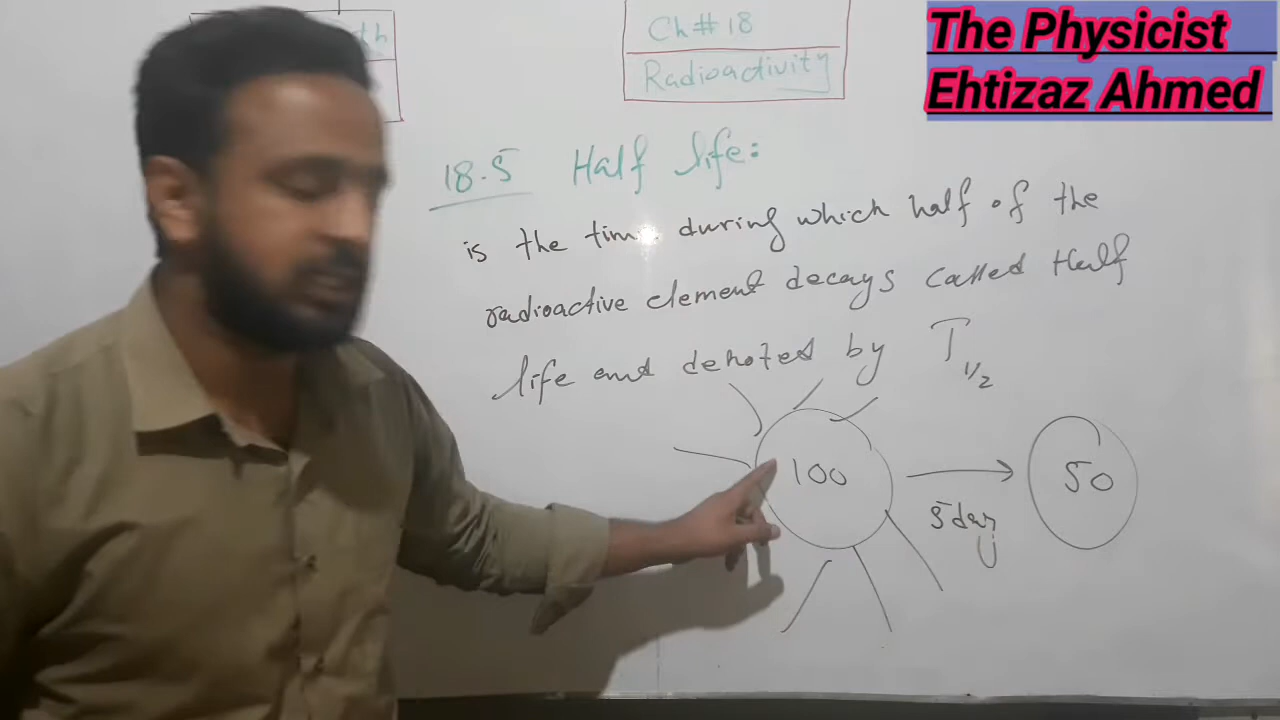 th
Ch # 18
Radioactivity
The Physicist
Ehtizaz Ahmed
18.5 Half life:
is the time during which half of the
radioactive element decays called Half
life and denoted by T 1/2
100
5 day
50